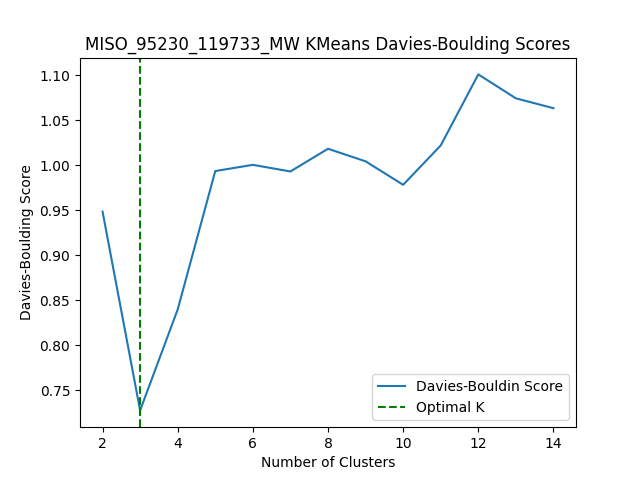 MISO_95230_119733_MW KMeans Davies-Boulding Scores
1.10
1.05
1.00
0.95
0.90
0.85
0.80
0.75
Davies-Boulding Score
Davies-Bouldin Score
Optimal K
2 4 6 8 10 12 14
Number of Clusters